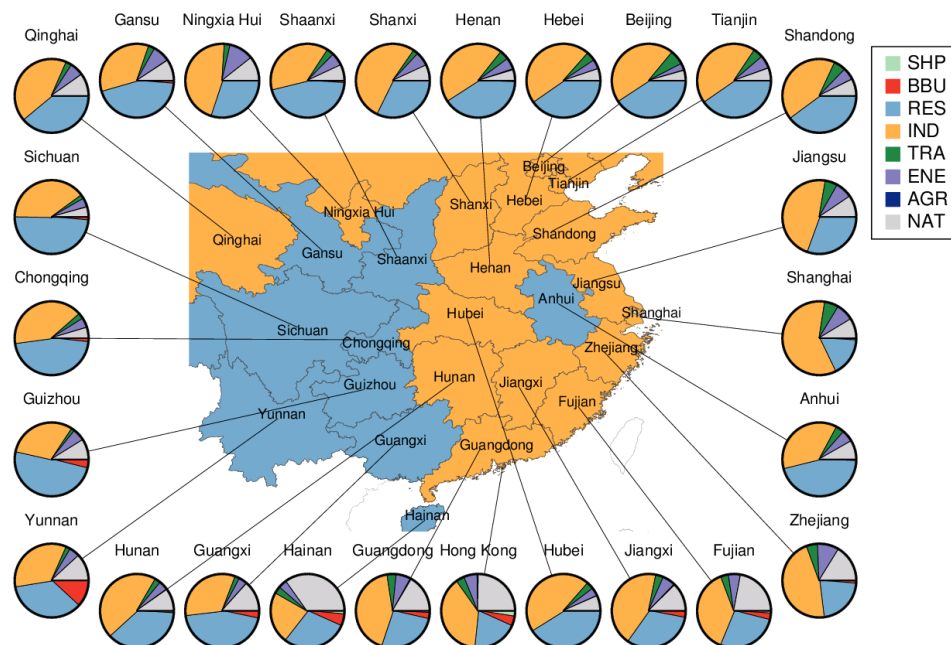 Qinghai
Gansu
Ningxia Hui
Shaanxi
Shanxi
Henan
Hebei
Beijing
Tianjin
Shandong
SHP
BBU
RES
IND
TRA
ENE
AGR
NAT
Sichuan
Jiangsu
Chongqing
Shanghai
Guizhou
Anhui
Yunnan
Zhejiang
Beijing
Tianjin
Hebei
Shanxi
Ningxia Hui
Shandong
Qinghai
Gansu
Shaanxi
Henan
Jiangsu
Anhui
Hubei
Shanghai
Sichuan
Chongqing
Zhejiang
Hunan
Guizhou
Jiangxi
Yunnan
Fujian
Guangxi
Guangdong
Hainan
Hunan
Guangxi
Hainan
Guangdong
Hong Kong
Hubei
Jiangxi
Fujian